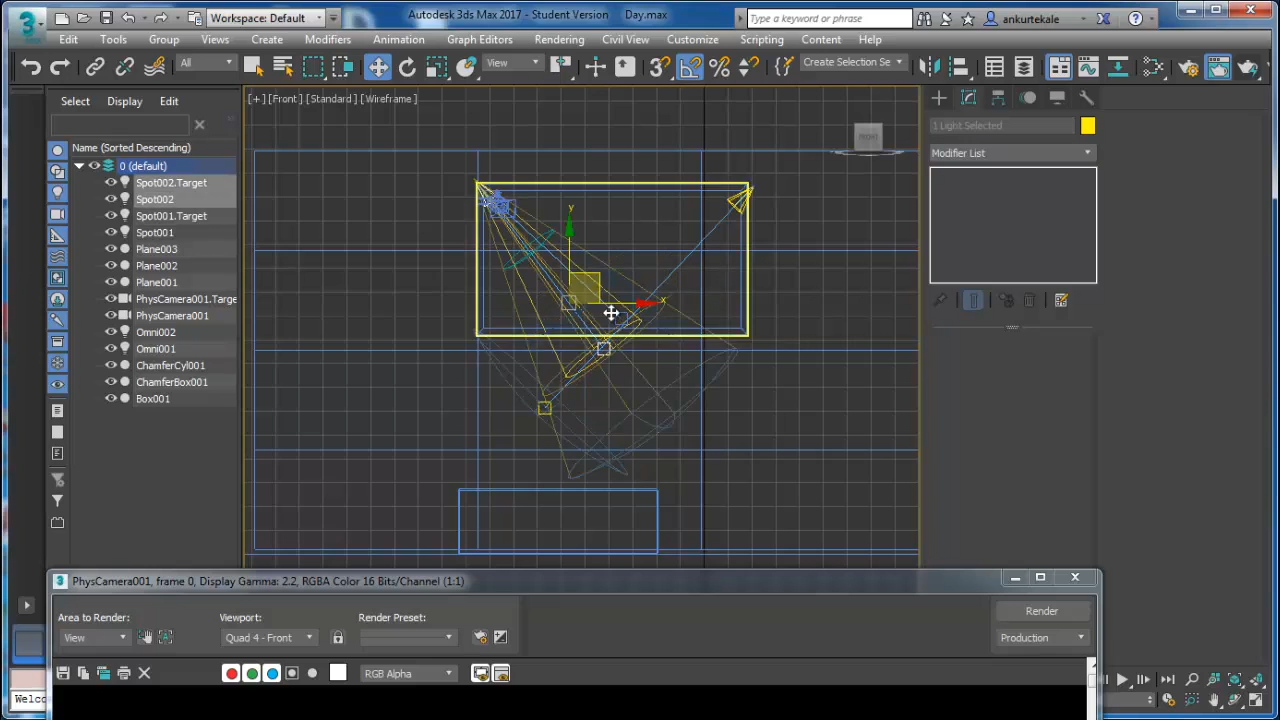 Workspace: Default
Autodesk 3ds Max 2017 - Student Version Day.max
Type a keyword or phrase
ankurtekale
Edit Tools Group Views Create Modifiers Animation Graph Editors Rendering Civil View Customize Scripting Content Help
All
View
Create Selection Se
Select Display Edit
[+] [Front] [Standard] [Wireframe]
FRONT
1 Light Selected
Name (Sorted Descending)
Modifier List
0 (default)
Spot002.Target
Spot002
Spot001.Target
Spot001
Plane003
Plane002
Plane001
PhysCamera001.Targe
PhysCamera001
Omni002
Omni001
ChamferCyl001
ChamferBox001
Box001
y
x
PhysCamera001, frame 0, Display Gamma: 2.2, RGBA Color 16 Bits/Channel (1:1)
Area to Render: Viewport: Render Preset:
Render
View
Quad 4 - Front
Production
RGB Alpha
Welco